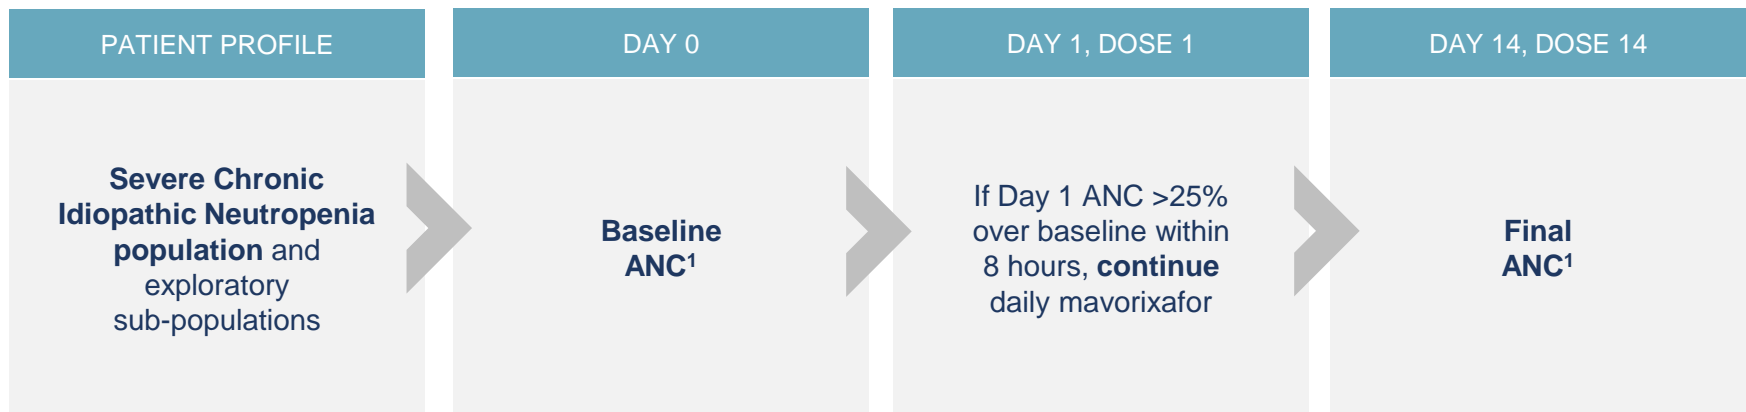 PATIENT PROFILE
Severe Chronic
Idiopathic Neutropenia
population and
exploratory
sub-populations
DAY 0
Baseline
ANC¹
DAY 1, DOSE 1
If Day 1 ANC >25%
over baseline within
8 hours, continue
daily mavorixafor
DAY 14, DOSE 14
Final
ANC¹